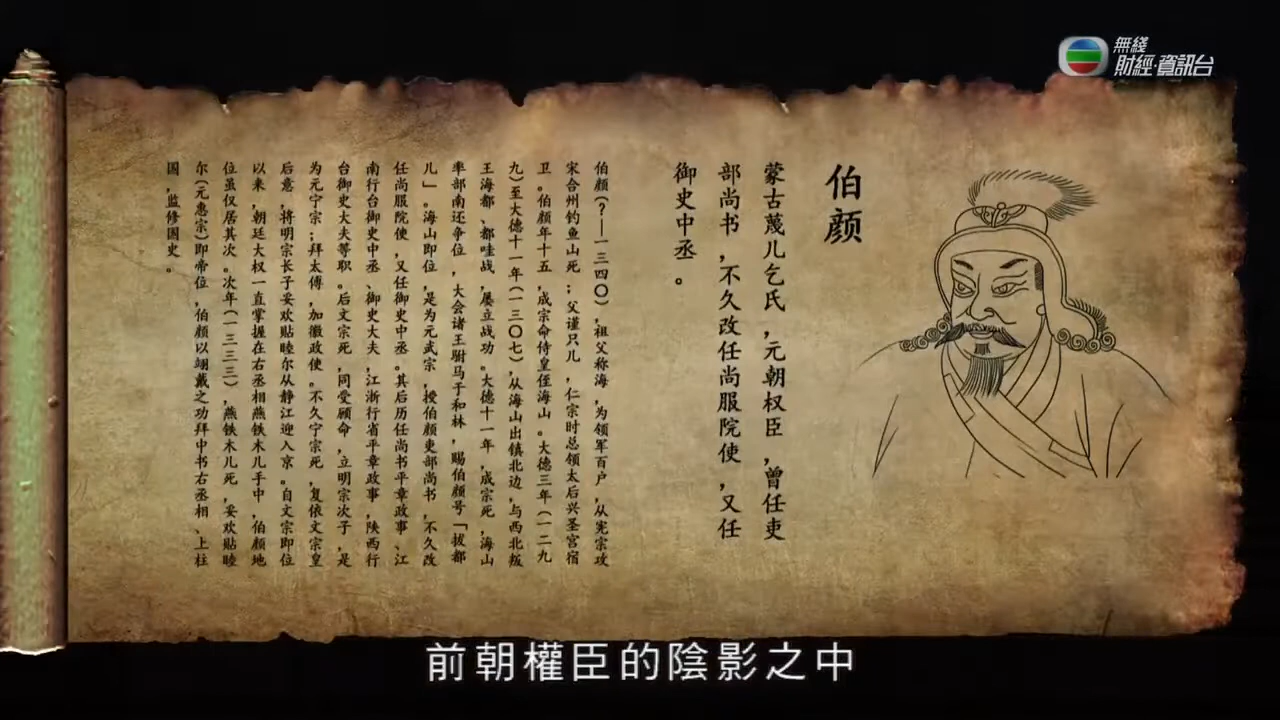 無綫
財經·資訊台
伯颜
蒙古蔑儿乞氏，元朝权臣，曾任吏
部尚书，不久改任尚服院使，又任
御史中丞。
伯颜(？——一三四〇)，祖父称海，为领军百户，从宪宗攻
宋合州钓鱼山死；父谨只儿，仁宗时总领太后兴圣宫宿
卫。伯颜年十五，成宗命侍皇侄海山。大德三年(一二九
九)至大德十一年(一三〇七)，从海山出镇北边，与西北叛
王海都、都哇战，屡立战功。大德十一年，成宗死，海山
率部南还争位，大会诸王驸马于和林，赐伯颜号「拔都
儿」。海山即位，是为元武宗，授伯颜吏部尚书，不久改
任尚服院使，又任御史中丞。其后历任尚书平章政事、江
南行台御史中丞、御史大夫，江浙行省平章政事，陕西行
台御史大夫等职。后文宗死，同受顾命，立明宗次子，是
为元宁宗；拜太傅，加徽政使。不久宁宗死，复依文宗皇
后意，将明宗长子妥欢贴睦尔从静江迎入京。自文宗即位
以来，朝廷大权一直掌握在右丞相燕铁木儿手中，伯颜地
位虽仅居其次。次年(一三三三)，燕铁木儿死，妥欢贴睦
尔(元惠宗)即帝位，伯颜以翊戴之功拜中书右丞相、上柱
国，监修国史。
前朝權臣的陰影之中